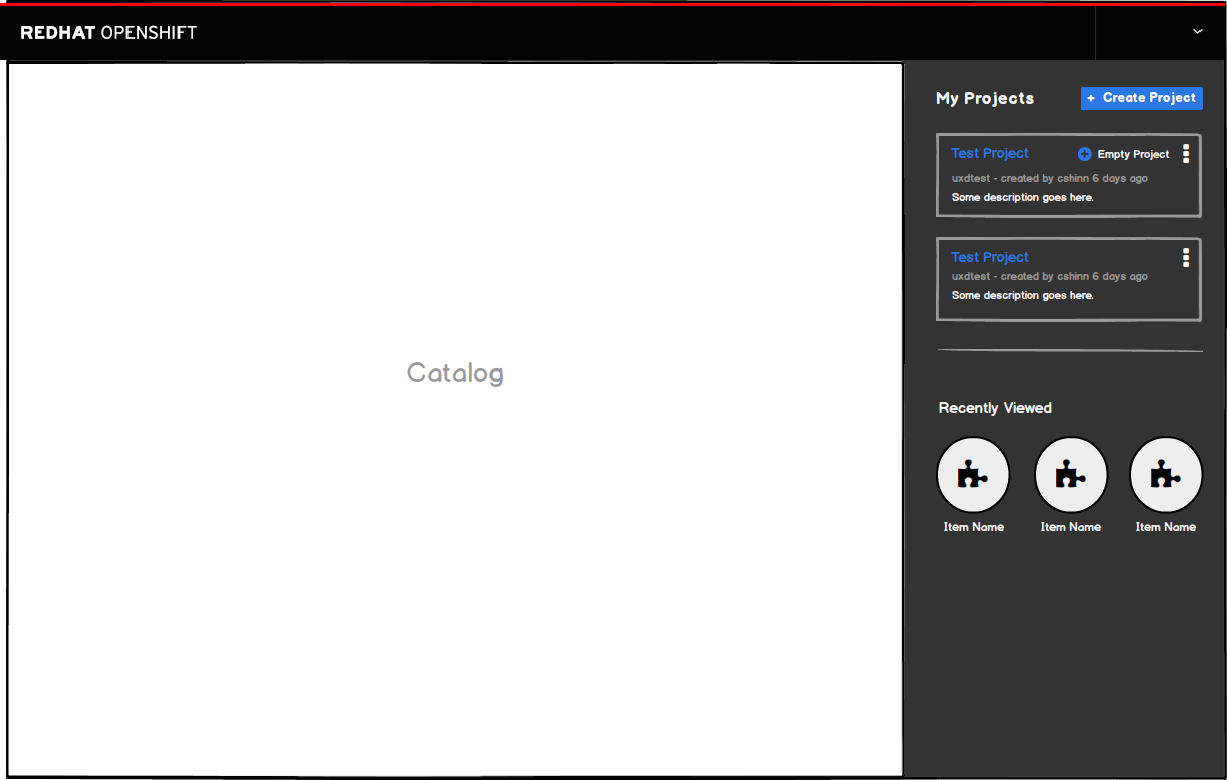 REDHAT OPENSHIFT
Catalog
My Projects
+ Create Project
Test Project
Empty Project
uxdtest - created by cshinn 6 days ago
Some description goes here.
Test Project
uxdtest - created by cshinn 6 days ago
Some description goes here.
Recently Viewed
Item Name
Item Name
Item Name